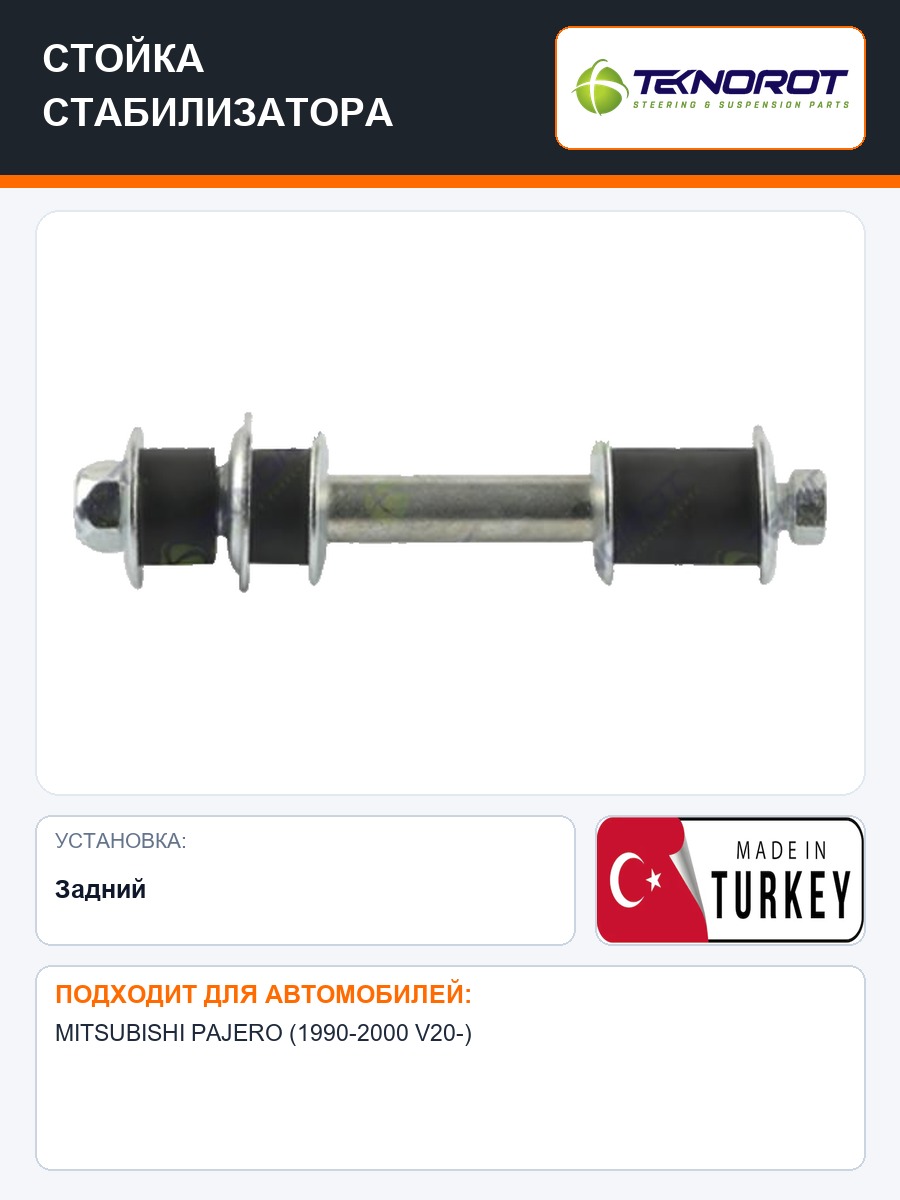 СТОЙКА
СТАБИЛИЗАТОРА
TEKNOROT
STEERING & SUSPENSION PARTS
УСТАНОВКА:
Задний
MADE IN
TURKEY
ПОДХОДИТ ДЛЯ АВТОМОБИЛЕЙ:
MITSUBISHI PAJERO (1990-2000 V20-)